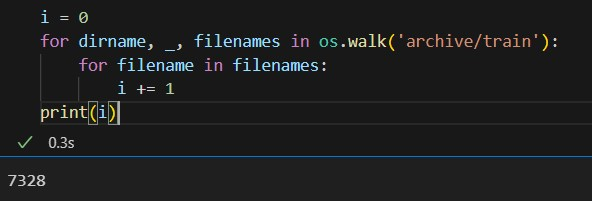 i = 0
for dirname, _, filenames in os.walk('archive/train'):
    for filename in filenames:
        i += 1
print(i)
✓ 0.3s
7328